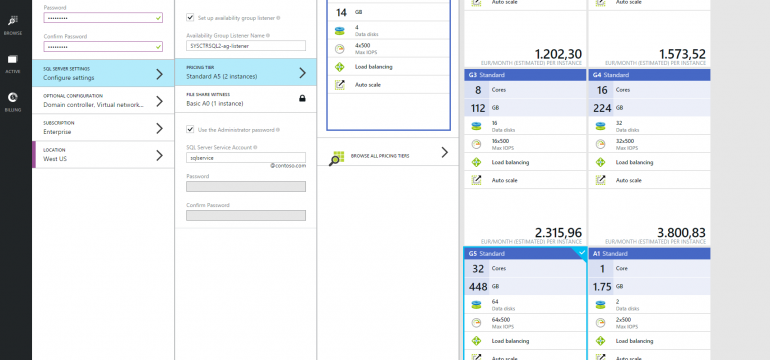 BROWSE
ACTIVE
BILLING
Password
•••••••••
Confirm Password
•••••••••
SQL SERVER SETTINGS
Configure settings
OPTIONAL CONFIGURATION
Domain controller. Virtual network...
SUBSCRIPTION
Enterprise
LOCATION
West US
Set up availability group listener
Availability Group Listener Name
SYSCTRSQL2-ag-listener
PRICING TIER
Standard A5 (2 instances)
FILE SHARE WITNESS
Basic A0 (1 instance)
Use the Administrator password
SQL Server Service Account
sqlservice
@contoso.com
Password
Confirm Password
14 GB
4
Data disks
4x500
Max IOPS
Load balancing
Auto scale
BROWSE ALL PRICING TIERS
Auto scale
1.202,30
EUR/MONTH (ESTIMATED) PER INSTANCE
Auto scale
1.573,52
EUR/MONTH (ESTIMATED) PER INSTANCE
G3 Standard
8 Cores
112 GB
16
Data disks
16x500
Max IOPS
Load balancing
Auto scale
2.315,96
EUR/MONTH (ESTIMATED) PER INSTANCE
G4 Standard
16 Cores
224 GB
32
Data disks
32x500
Max IOPS
Load balancing
Auto scale
3.800,83
EUR/MONTH (ESTIMATED) PER INSTANCE
G5 Standard
32 Cores
448 GB
64
Data disks
64x500
Max IOPS
Load balancing
A1 Standard
1 Core
1.75 GB
2
Data disks
2x500
Max IOPS
Load balancing